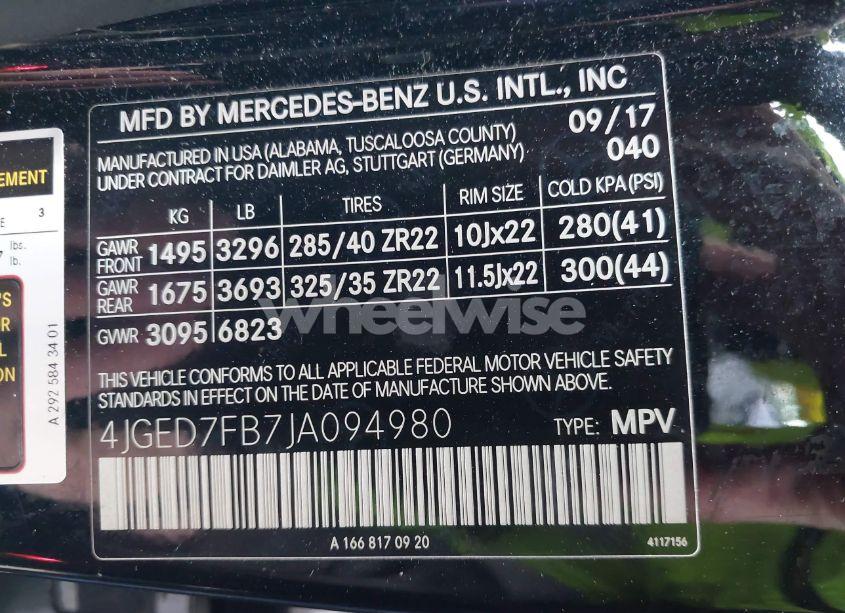 MFD BY MERCEDES-BENZ U.S. INTL., INC
MANUFACTURED IN USA (ALABAMA, TUSCALOOSA COUNTY) 09/17
UNDER CONTRACT FOR DAIMLER AG, STUTTGART (GERMANY) 040
KG LB TIRES RIM SIZE COLD KPA (PSI)
GAWR FRONT 1495 3296 285/40 ZR22 10Jx22 280(41)
GAWR REAR 1675 3693 325/35 ZR22 11.5Jx22 300(44)
GVWR 3095 6823
THIS VEHICLE CONFORMS TO ALL APPLICABLE FEDERAL MOTOR VEHICLE SAFETY
STANDARDS IN EFFECT ON THE DATE OF MANUFACTURE SHOWN ABOVE.
4JGED7FB7JA094980 TYPE: MPV
A 166 817 09 20 4117156
wheelwise
3
lbs.
lb.
A 292 584 34 01